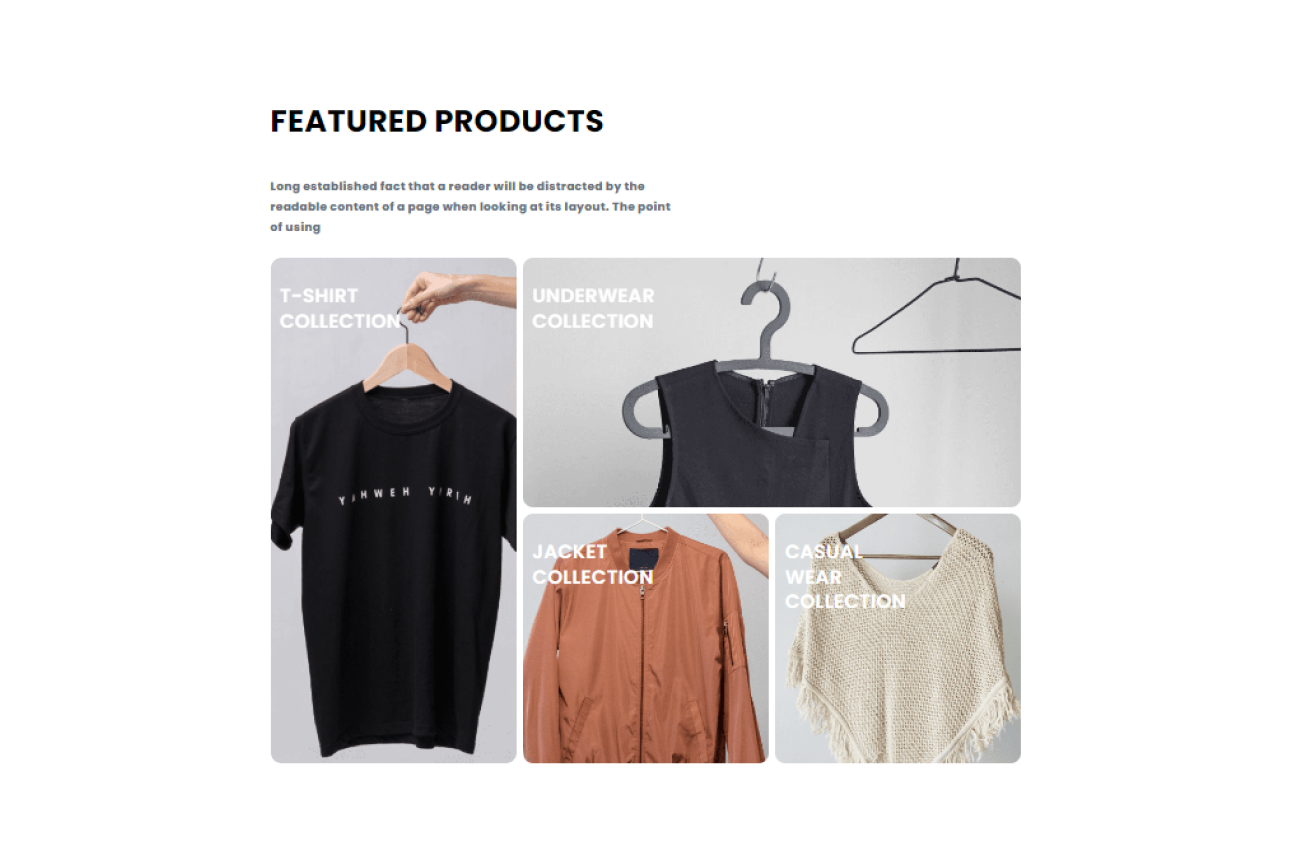 FEATURED PRODUCTS
Long established fact that a reader will be distracted by the
readable content of a page when looking at its layout. The point
of using
T-SHIRT
COLLECTION
YAHWEH YIRIH
UNDERWEAR
COLLECTION
JACKET
COLLECTION
CASUAL
WEAR
COLLECTION